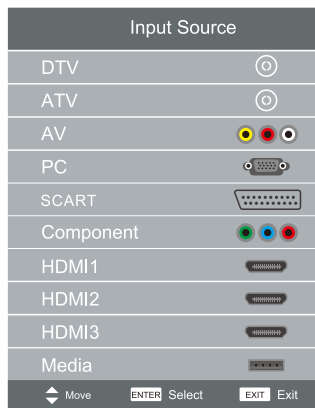 Input Source
DTV
ATV
AV
PC
SCART
Component
HDMI1
HDMI2
HDMI3
Media
Move ENTER Select EXIT Exit